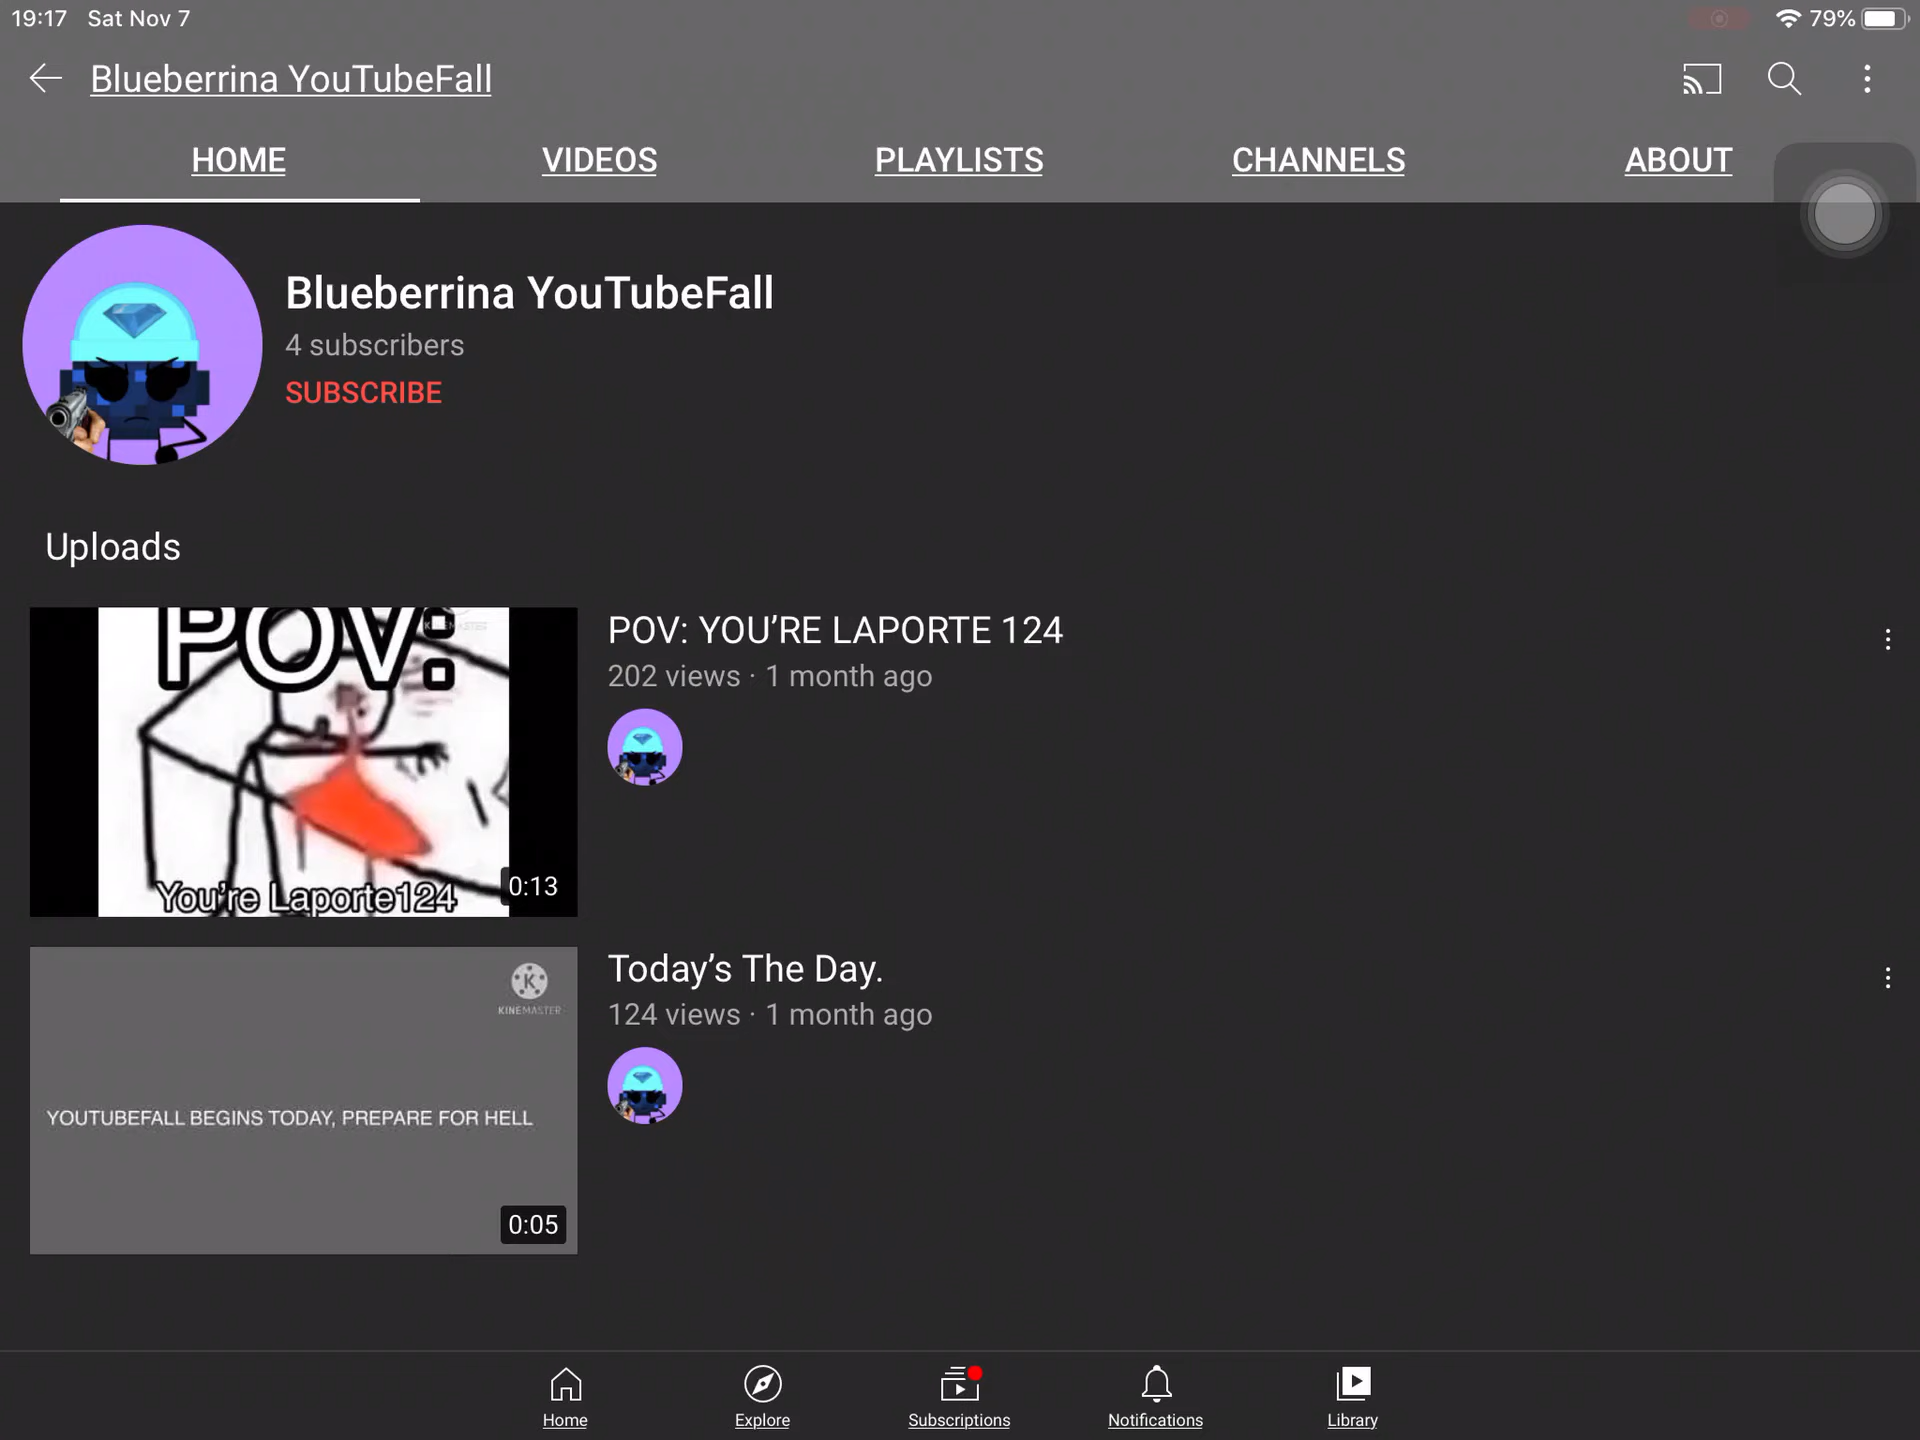 19:17 Sat Nov 7
79%
Blueberrina YouTubeFall
HOME VIDEOS PLAYLISTS CHANNELS ABOUT
Blueberrina YouTubeFall
4 subscribers
SUBSCRIBE
Uploads
POV:
KINEMASTER
You're Laporte124
0:13
POV: YOU’RE LAPORTE 124
202 views · 1 month ago
K
KINEMASTER
YOUTUBEFALL BEGINS TODAY, PREPARE FOR HELL
0:05
Today’s The Day.
124 views · 1 month ago
Home Explore Subscriptions Notifications Library